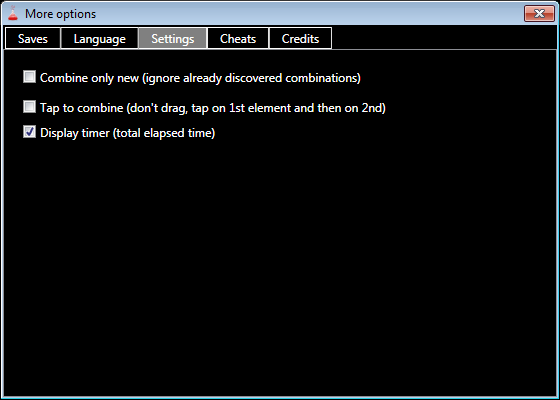 More options
Saves Language Settings Cheats Credits
Combine only new (ignore already discovered combinations)
Tap to combine (don't drag, tap on 1st element and then on 2nd)
Display timer (total elapsed time)